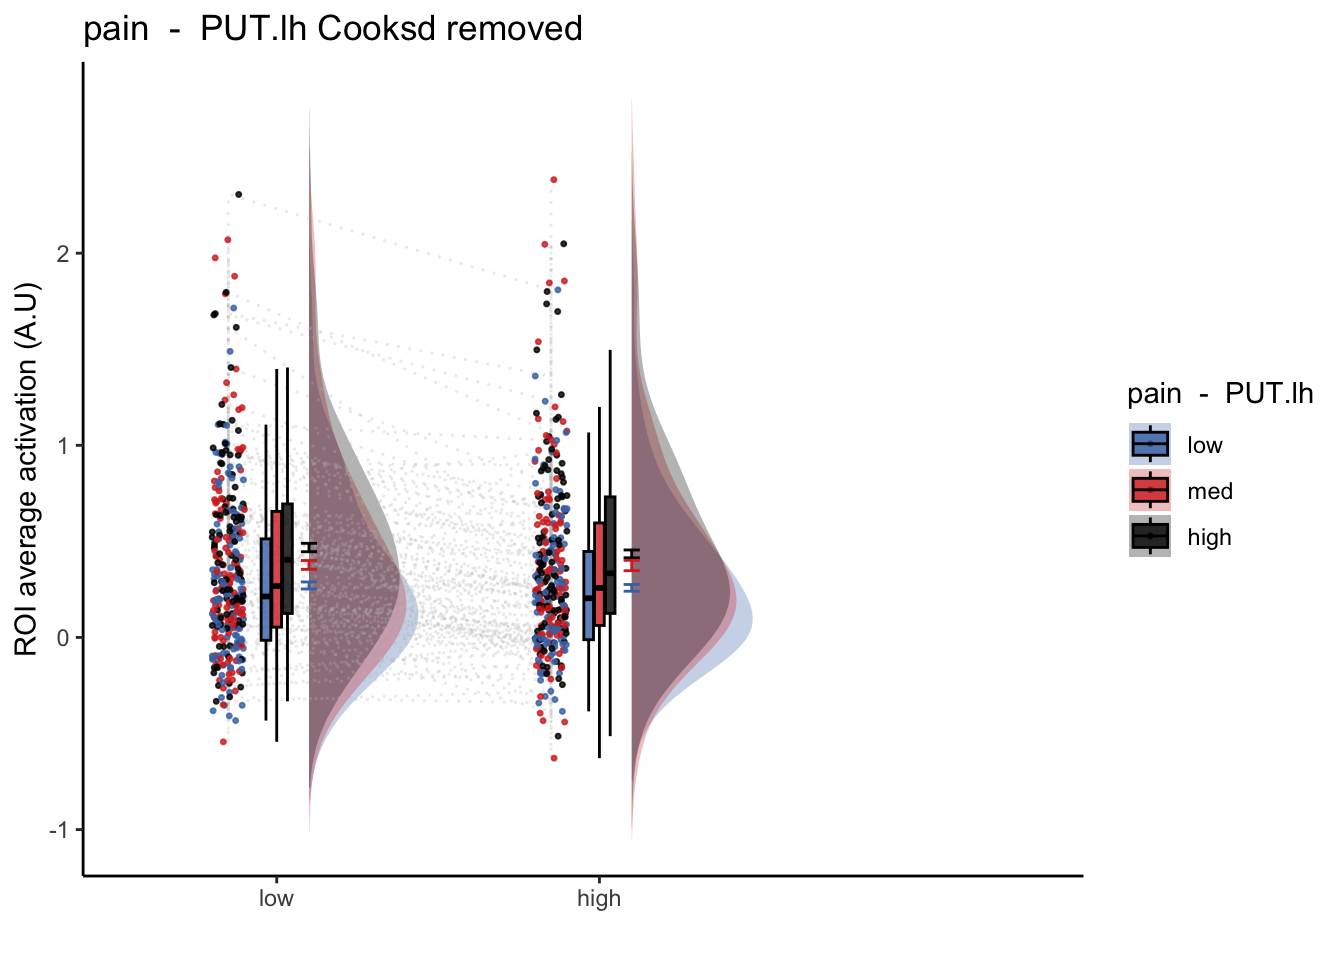 pain  -  PUT.lh Cooksd removed
ROI average activation (A.U)
2
1
0
-1
low
high
pain  -  PUT.lh
low
med
high